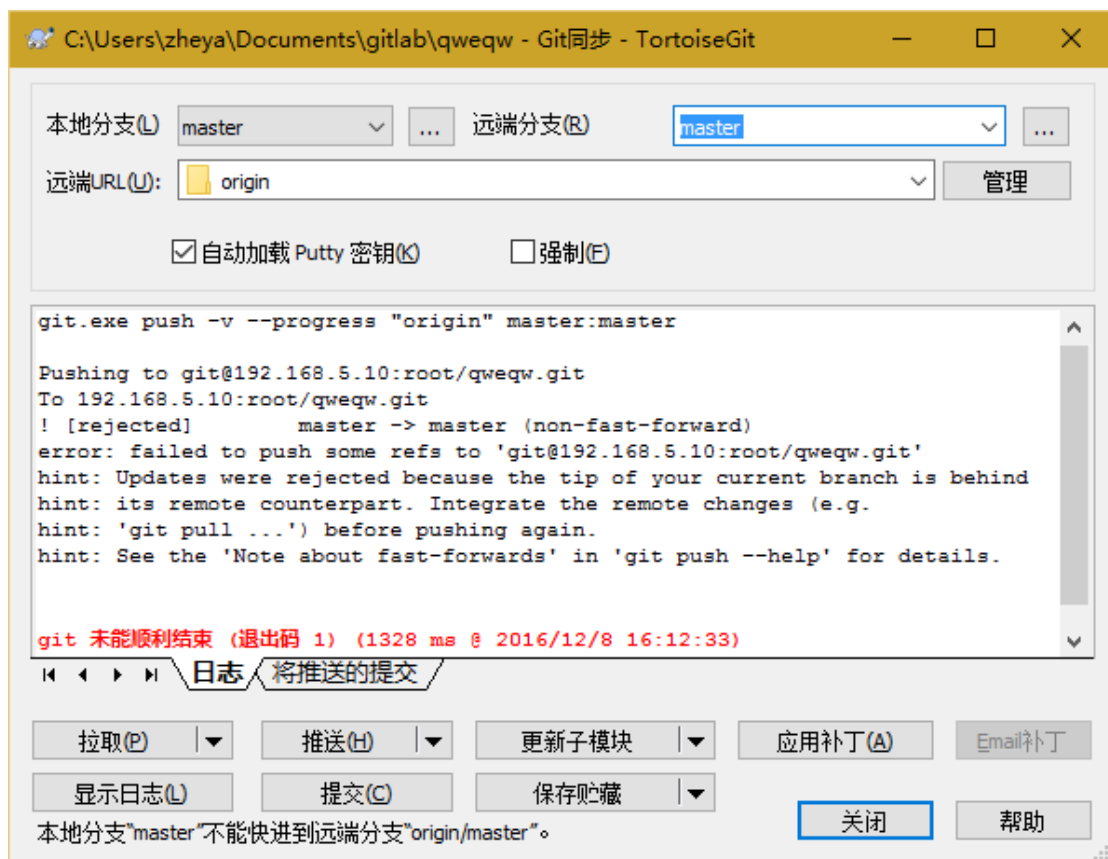 C:\Users\zheya\Documents\gitlab\qweqw - Git同步 - TortoiseGit
本地分支(L) master ... 远端分支(R) master ...
远端URL(U): origin 管理
自动加载 Putty 密钥(K) 强制(F)
git.exe push -v --progress "origin" master:master
Pushing to git@192.168.5.10:root/qweqw.git
To 192.168.5.10:root/qweqw.git
! [rejected]        master -> master (non-fast-forward)
error: failed to push some refs to 'git@192.168.5.10:root/qweqw.git'
hint: Updates were rejected because the tip of your current branch is behind
hint: its remote counterpart. Integrate the remote changes (e.g.
hint: 'git pull ...') before pushing again.
hint: See the 'Note about fast-forwards' in 'git push --help' for details.
git 未能顺利结束 (退出码 1) (1328 ms @ 2016/12/8 16:12:33)
日志 将推送的提交
拉取(P) 推送(H) 更新子模块 应用补丁(A) Email补丁
显示日志(L) 提交(C) 保存贮藏
本地分支"master"不能快进到远端分支"origin/master"。 关闭 帮助